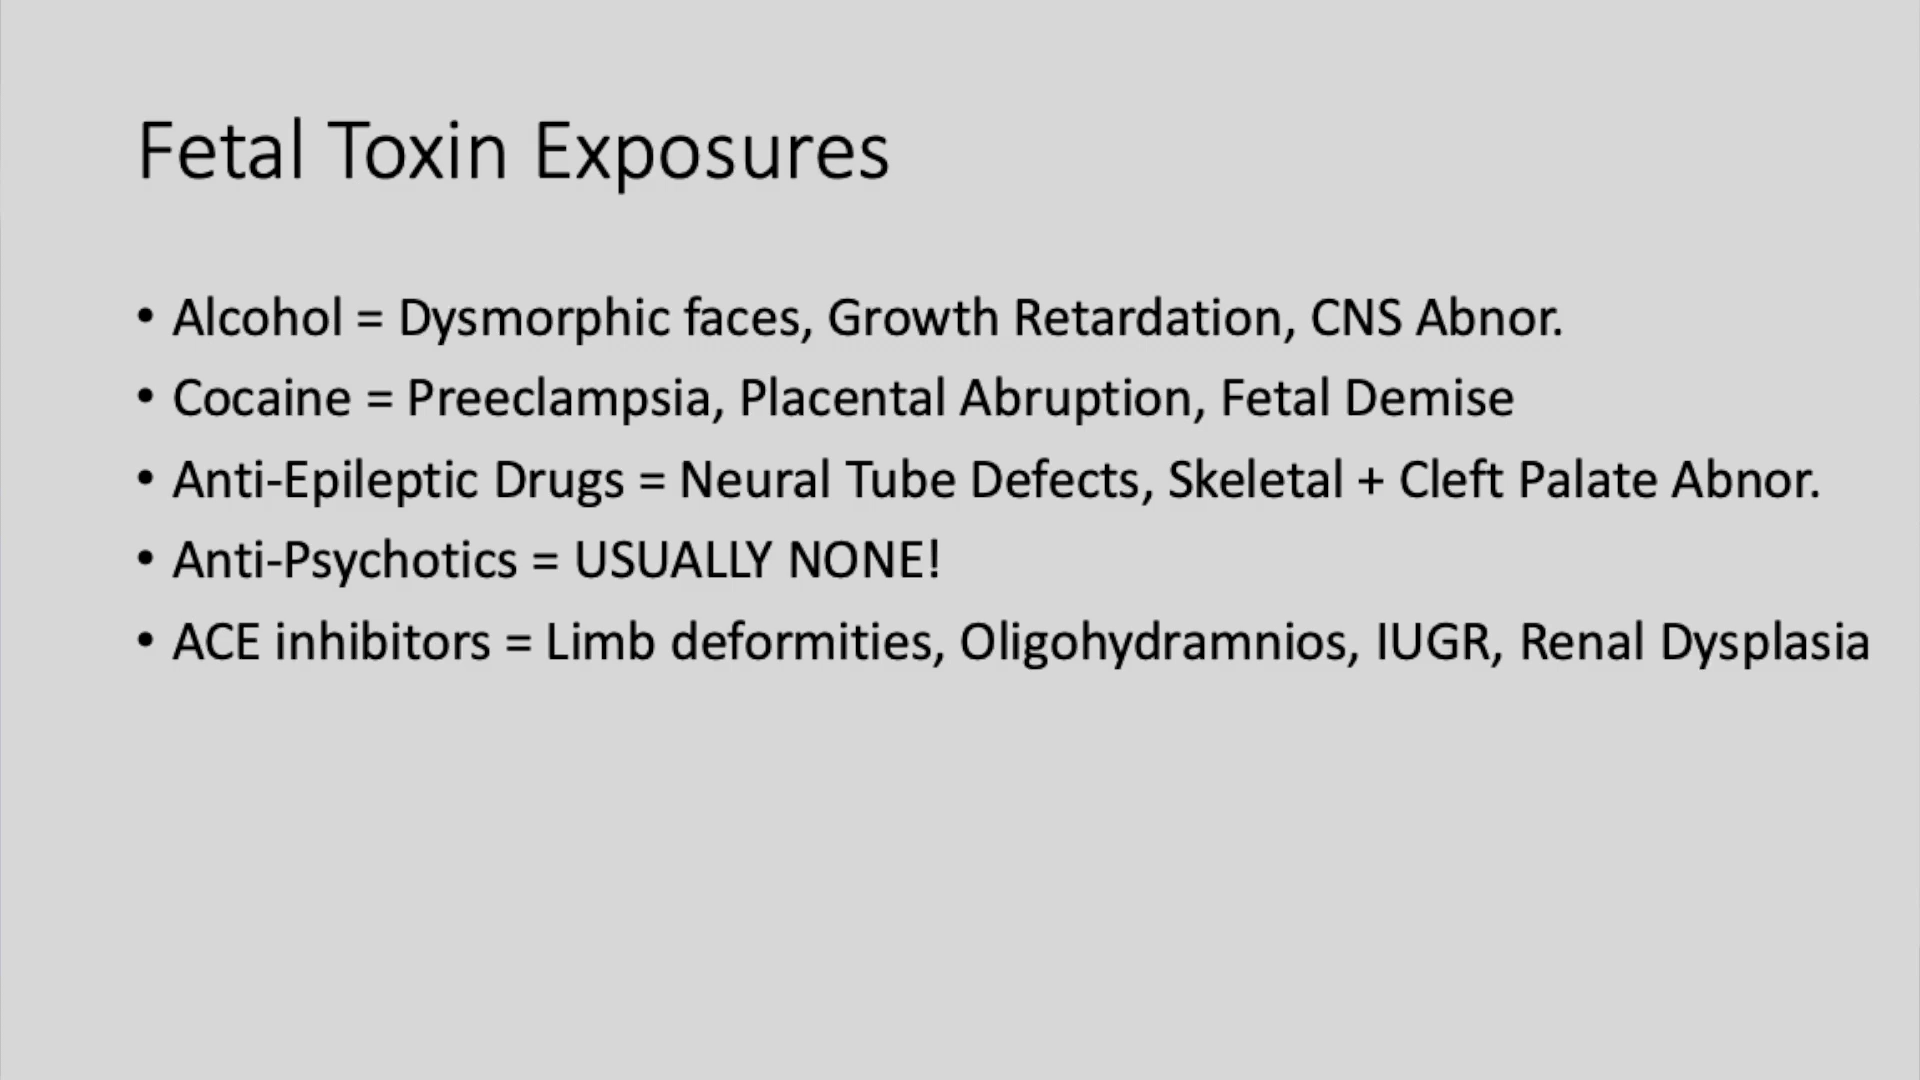 Fetal Toxin Exposures
• Alcohol = Dysmorphic faces, Growth Retardation, CNS Abnor.
• Cocaine = Preeclampsia, Placental Abruption, Fetal Demise
• Anti-Epileptic Drugs = Neural Tube Defects, Skeletal + Cleft Palate Abnor.
• Anti-Psychotics = USUALLY NONE!
• ACE inhibitors = Limb deformities, Oligohydramnios, IUGR, Renal Dysplasia